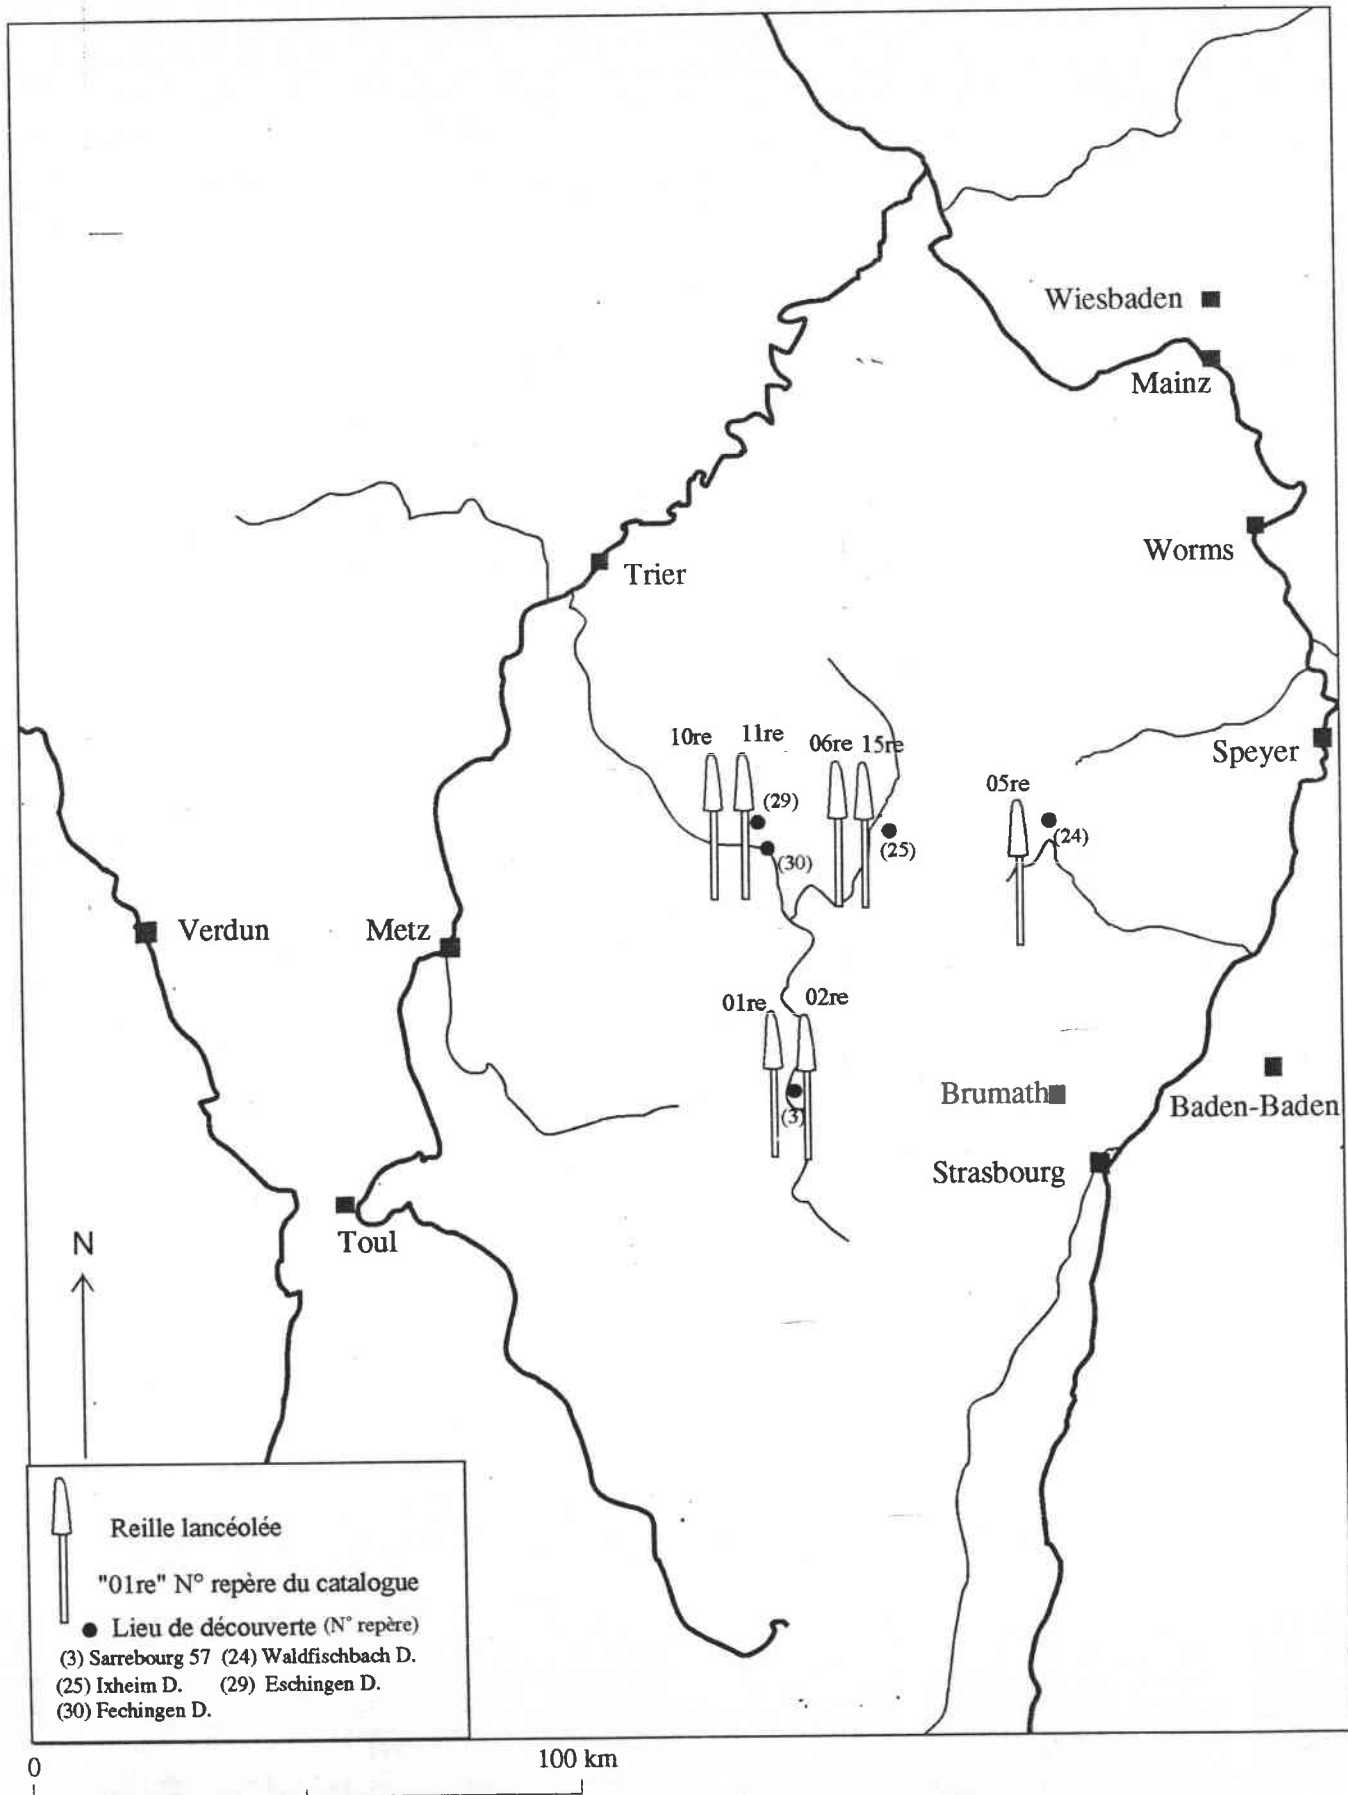 Wiesbaden
Mainz
Worms
Trier
Speyer
10re 11re 06re 15re
05re
(29)
(24)
(25)
(30)
Verdun
Metz
01re 02re
Brumath
Baden-Baden
(3)
Strasbourg
Toul
N
Reille lancéolée
"01re" N° repère du catalogue
Lieu de découverte (N° repère)
(3) Sarrebourg 57 (24) Waldfischbach D.
(25) Ixheim D. (29) Eschingen D.
(30) Fechingen D.
0 100 km